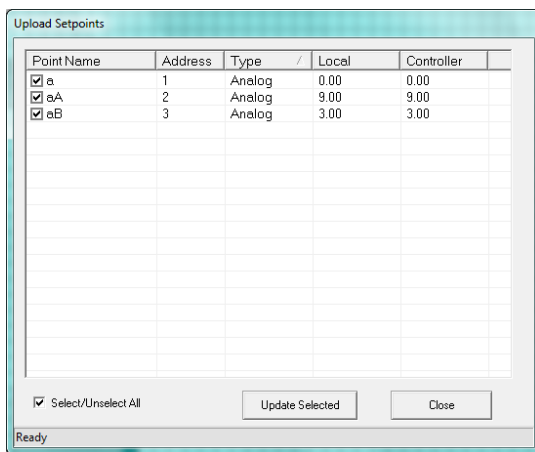 Upload Setpoints
Point Name Address Type / Local Controller
a 1 Analog 0.00 0.00
aA 2 Analog 9.00 9.00
aB 3 Analog 3.00 3.00
Select/Unselect All Update Selected Close
Ready